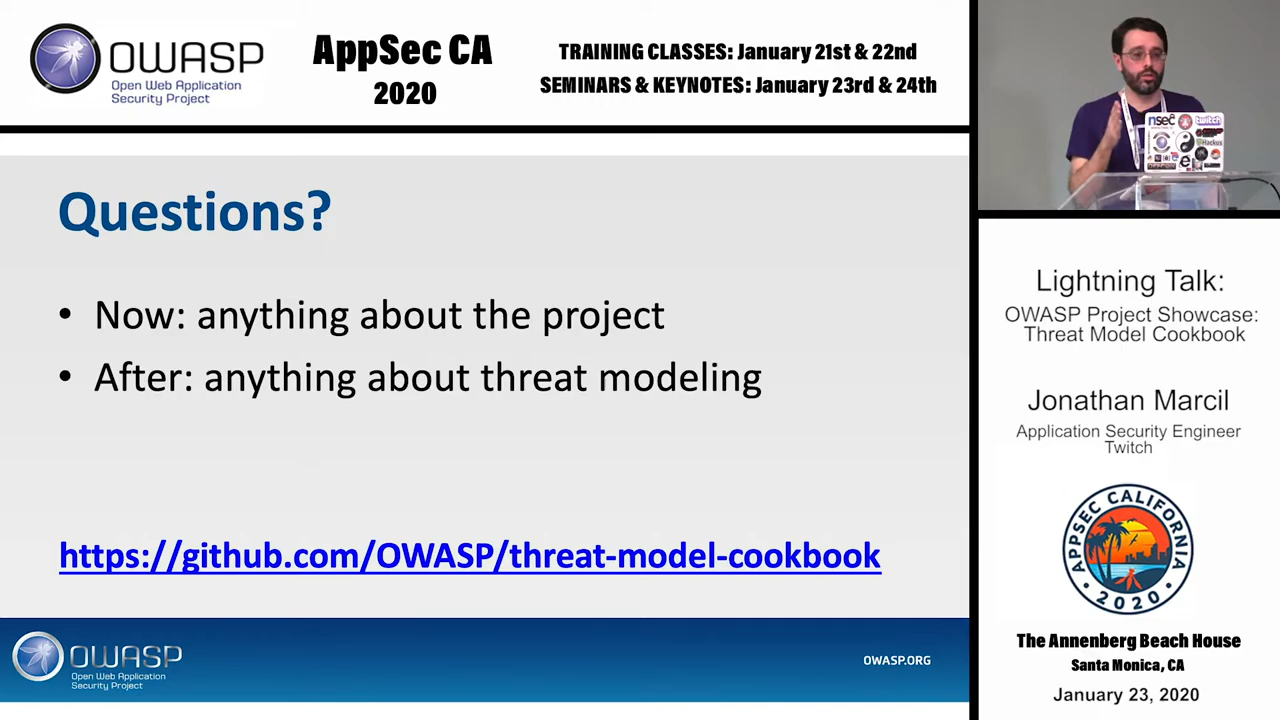 OWASP
Open Web Application
Security Project
AppSec CA
2020
TRAINING CLASSES: January 21st & 22nd
SEMINARS & KEYNOTES: January 23rd & 24th
nsec
twitch
Hackus
Questions?
• Now: anything about the project
• After: anything about threat modeling
https://github.com/OWASP/threat-model-cookbook
OWASP
Open Web Application
Security Project
OWASP.ORG
Lightning Talk:
OWASP Project Showcase:
Threat Model Cookbook
Jonathan Marcil
Application Security Engineer
Twitch
APPSEC CALIFORNIA
• 2020 •
The Annenberg Beach House
Santa Monica, CA
January 23, 2020